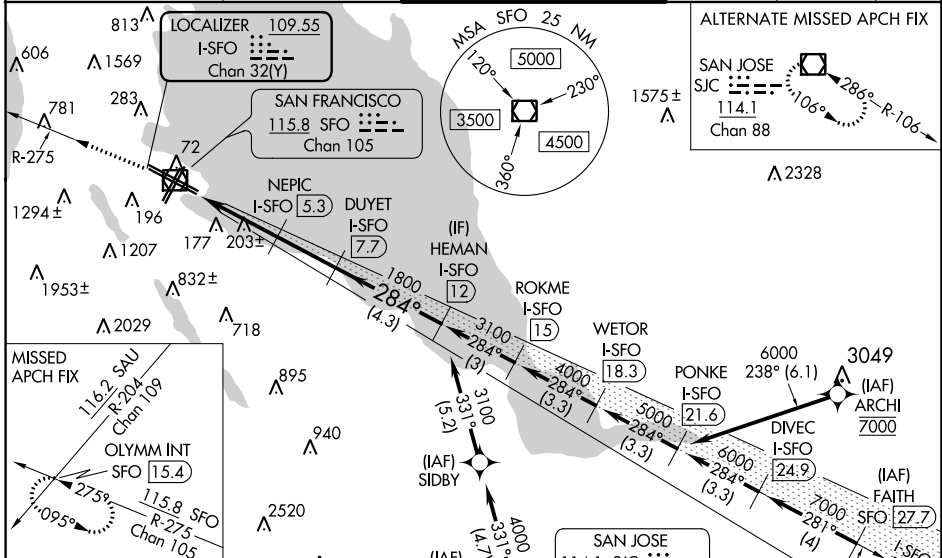 LOCALIZER 109.55
I-SFO
Chan 32(Y)
SAN FRANCISCO
115.8 SFO
Chan 105
MSA SFO 25 NM
120°
230°
360°
5000
3500
4500
ALTERNATE MISSED APCH FIX
SAN JOSE
SJC
114.1
Chan 88
286°
R-106
106°
813
606
1569
781
283
R-275
72
1575 ±
2328
1294 ±
196
1207
177
203±
1953±
832±
2029
718
895
940
2520
NEPIC
I-SFO 5.3
DUYET
I-SFO
7.7
(IF)
HEMAN
I-SFO
12
ROKME
I-SFO
15
WETOR
I-SFO
18.3
PONKE
I-SFO
21.6
6000
238° (6.1)
3049
(IAF)
ARCHI
7000
DIVEC
I-SFO
24.9
(IAF)
FAITH
SFO 27.7
I-SFO
1800
284°
(4.3)
3100
284°
(3)
4000
284°
(3.3)
5000
284°
(3.3)
6000
284°
(3.3)
7000
281°
(4)
3100
331°
(5.2)
(IAF)
SIDBY
4000
331°
(IAF)
SAN JOSE
MISSED
APCH FIX
116.2 SAU
R-204
Chan 109
OLYMM INT
SFO 15.4
275°
095°
115.8 SFO
R-275
Chan 105